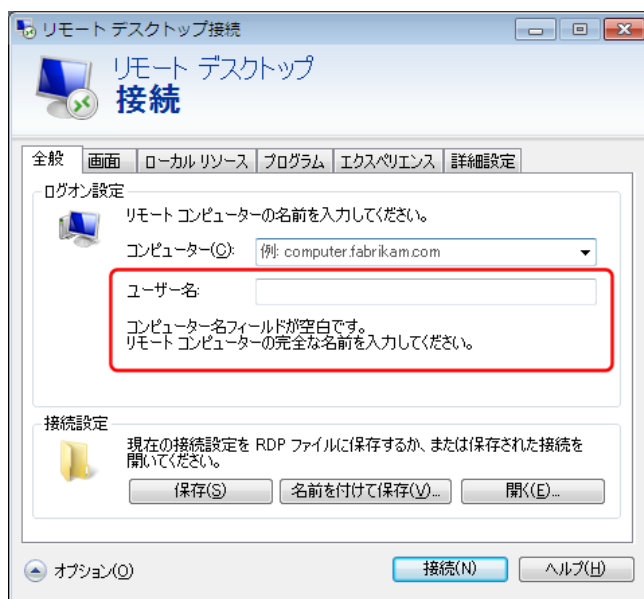 リモート デスクトップ接続
リモート デスクトップ
接続
全般 画面 ローカル リソース プログラム エクスペリエンス 詳細設定
ログオン設定
リモート コンピューターの名前を入力してください。
コンピューター(C): 例: computer.fabrikam.com
ユーザー名:
コンピューター名フィールドが空白です。
リモート コンピューターの完全な名前を入力してください。
接続設定
現在の接続設定を RDP ファイルに保存するか、または保存された接続を
開いてください。
保存(S) 名前を付けて保存(V)... 開く(E)...
オプション(O) 接続(N) ヘルプ(H)